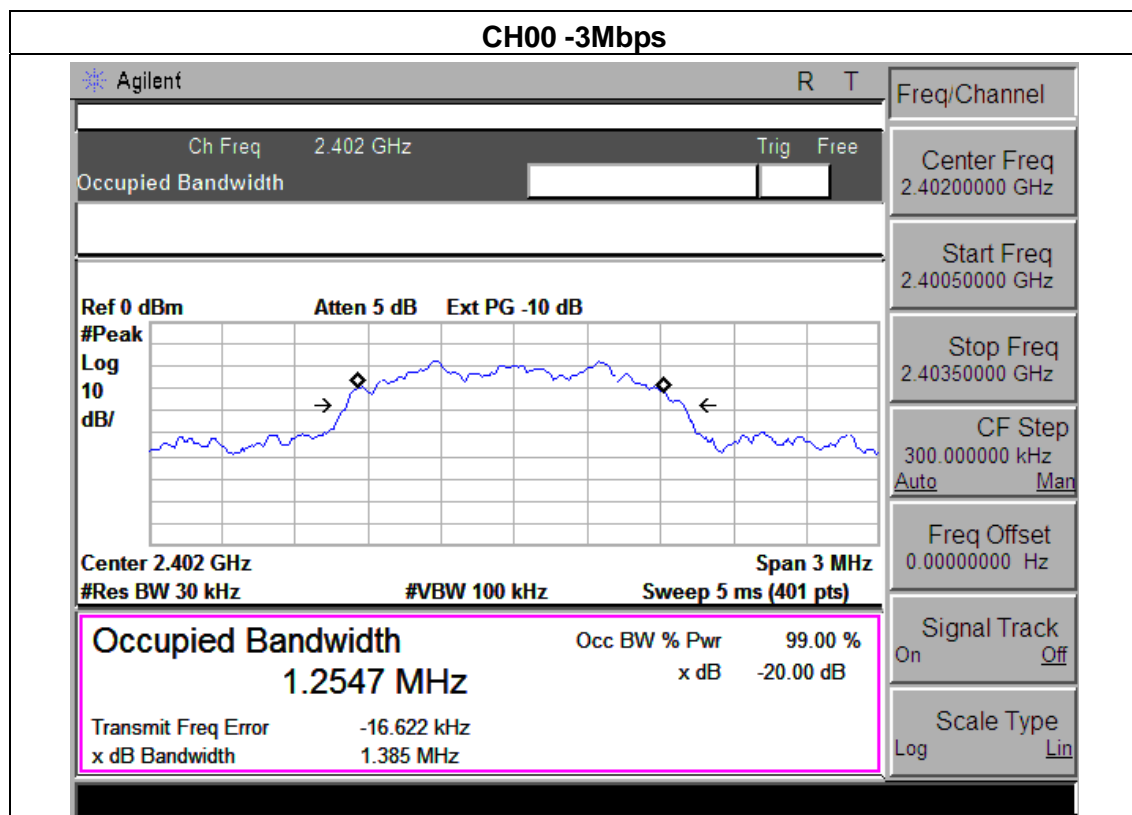 CH00 -3Mbps
Agilent R T
Ch Freq 2.402 GHz Trig Free
Occupied Bandwidth
Ref 0 dBm Atten 5 dB Ext PG -10 dB
#Peak
Log
10
dB/
Center 2.402 GHz Span 3 MHz
#Res BW 30 kHz #VBW 100 kHz Sweep 5 ms (401 pts)
Occupied Bandwidth Occ BW % Pwr 99.00 %
1.2547 MHz x dB -20.00 dB
Transmit Freq Error -16.622 kHz
x dB Bandwidth 1.385 MHz
Freq/Channel
Center Freq
2.40200000 GHz
Start Freq
2.40050000 GHz
Stop Freq
2.40350000 GHz
CF Step
300.000000 kHz
Auto Man
Freq Offset
0.00000000 Hz
Signal Track
On Off
Scale Type
Log Lin